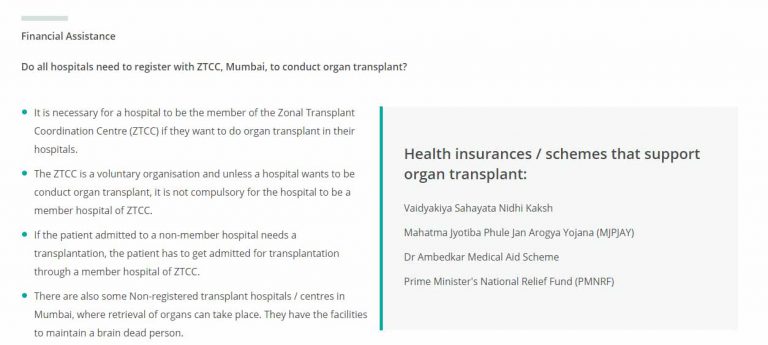 Financial Assistance
Do all hospitals need to register with ZTCC, Mumbai, to conduct organ transplant?
It is necessary for a hospital to be the member of the Zonal Transplant
Coordination Centre (ZTCC) if they want to do organ transplant in their
hospitals.
The ZTCC is a voluntary organisation and unless a hospital wants to be
conduct organ transplant, it is not compulsory for the hospital to be a
member hospital of ZTCC.
If the patient admitted to a non-member hospital needs a
transplantation, the patient has to get admitted for transplantation
through a member hospital of ZTCC.
There are also some Non-registered transplant hospitals / centres in
Mumbai, where retrieval of organs can take place. They have the facilities
to maintain a brain dead person.
Health insurances / schemes that support
organ transplant:
Vaidyakiya Sahayata Nidhi Kaksh
Mahatma Jyotiba Phule Jan Arogya Yojana (MJPJAY)
Dr Ambedkar Medical Aid Scheme
Prime Minister's National Relief Fund (PMNRF)